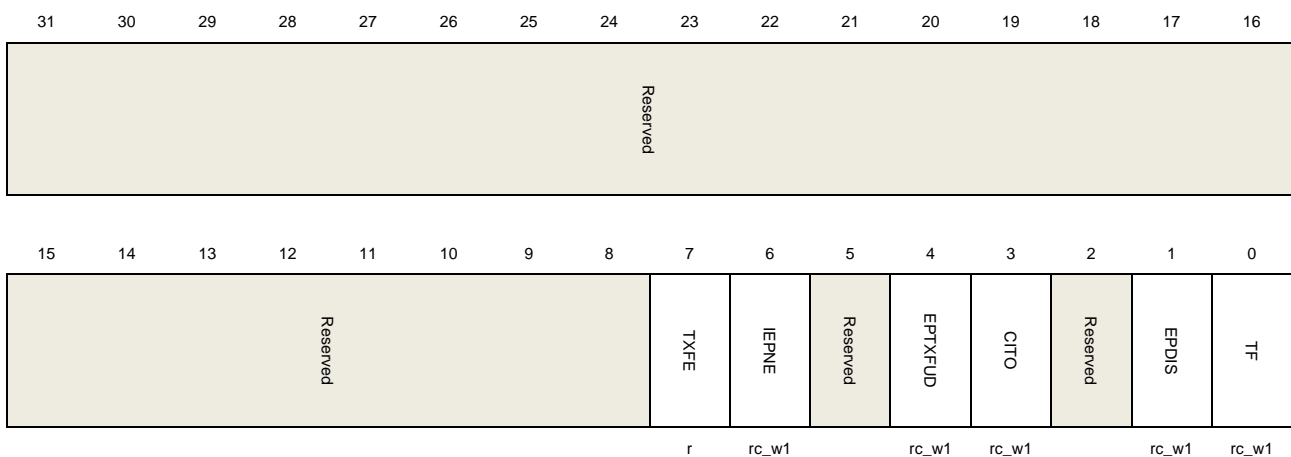 31 30 29 28 27 26 25 24 23 22 21 20 19 18 17 16
Reserved
15 14 13 12 11 10 9 8 7 6 5 4 3 2 1 0
Reserved TXFE IEPNE Reserved EPTXFUD CITO Reserved EPDIS TF
r rc_w1 rc_w1 rc_w1 rc_w1 rc_w1